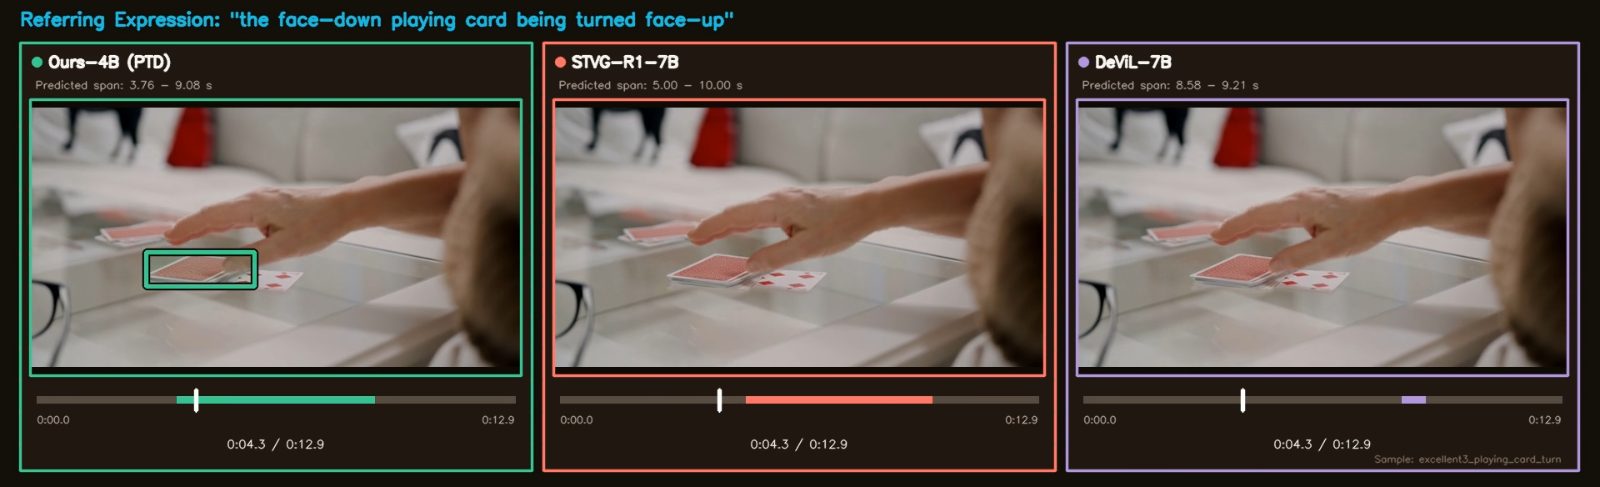 Referring Expression: "the face-down playing card being turned face-up"
Ours-4B (PTD)
Predicted span: 3.76 - 9.08 s
0:00.0
0:12.9
0:04.3 / 0:12.9
STVG-R1-7B
Predicted span: 5.00 - 10.00 s
0:00.0
0:12.9
0:04.3 / 0:12.9
DeViL-7B
Predicted span: 8.58 - 9.21 s
0:00.0
0:12.9
0:04.3 / 0:12.9
Sample: excellent3_playing_card_turn